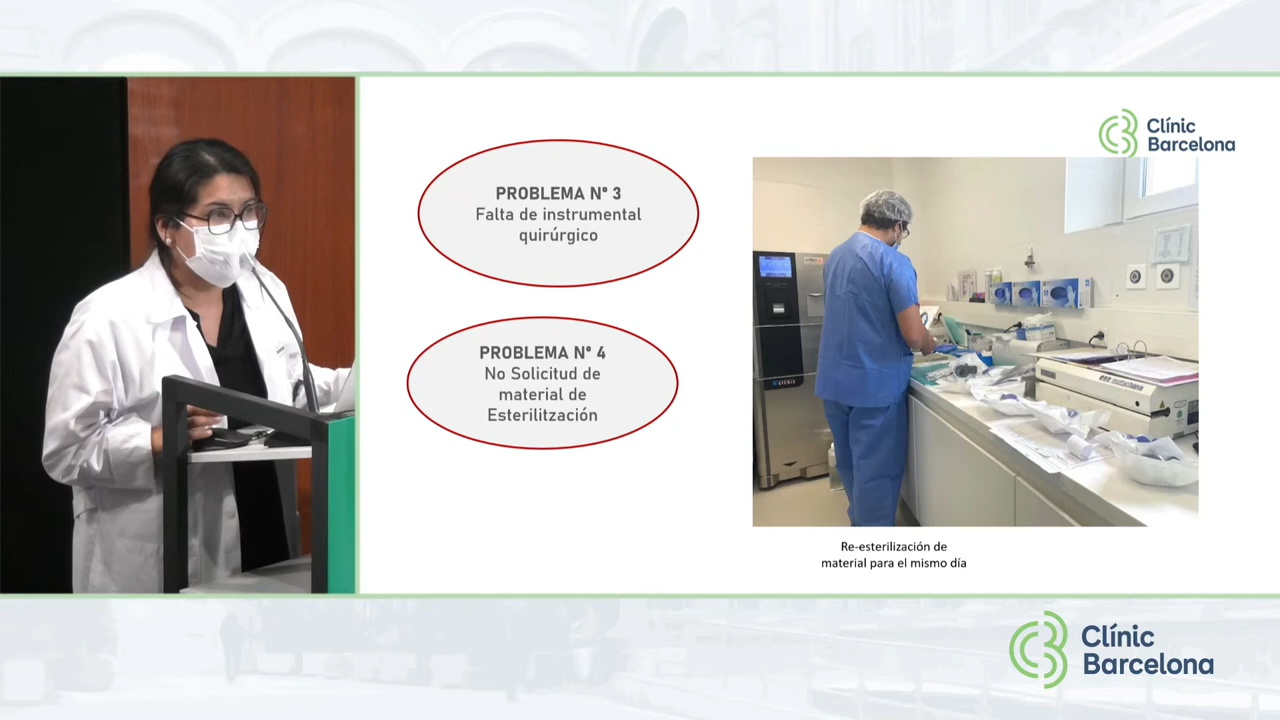 Clínic
Barcelona
PROBLEMA N° 3
Falta de instrumental
quirúrgico
PROBLEMA N° 4
No Solicitud de
material de
Esterilitzación
Re-esterilización de
material para el mismo día
Clínic
Barcelona